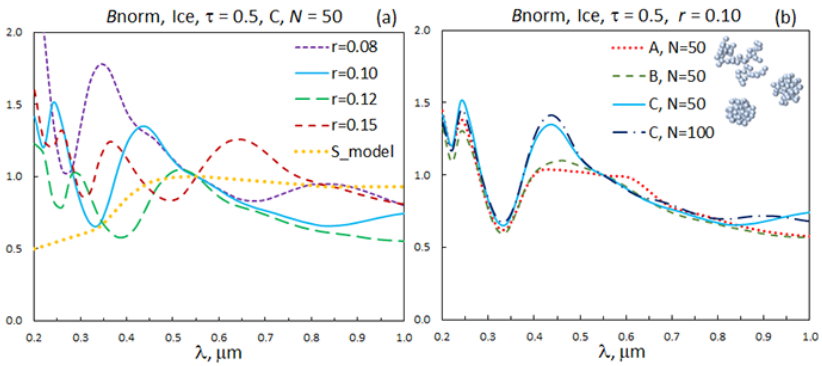 Bnorm, Ice, τ = 0.5, C, N = 50 (a)
2.0
1.5
1.0
0.5
2.0
0.2 0.3 0.4 0.5 0.6 0.7 0.8 0.9 1.0
λ, μm
r=0.08
r=0.10
r=0.12
r=0.15
S_model
Bnorm, Ice, τ = 0.5, r = 0.10 (b)
2.0
1.5
1.0
0.5
0.0
0.2 0.3 0.4 0.5 0.6 0.7 0.8 0.9 1.0
λ, μm
A, N=50
B, N=50
C, N=50
C, N=100